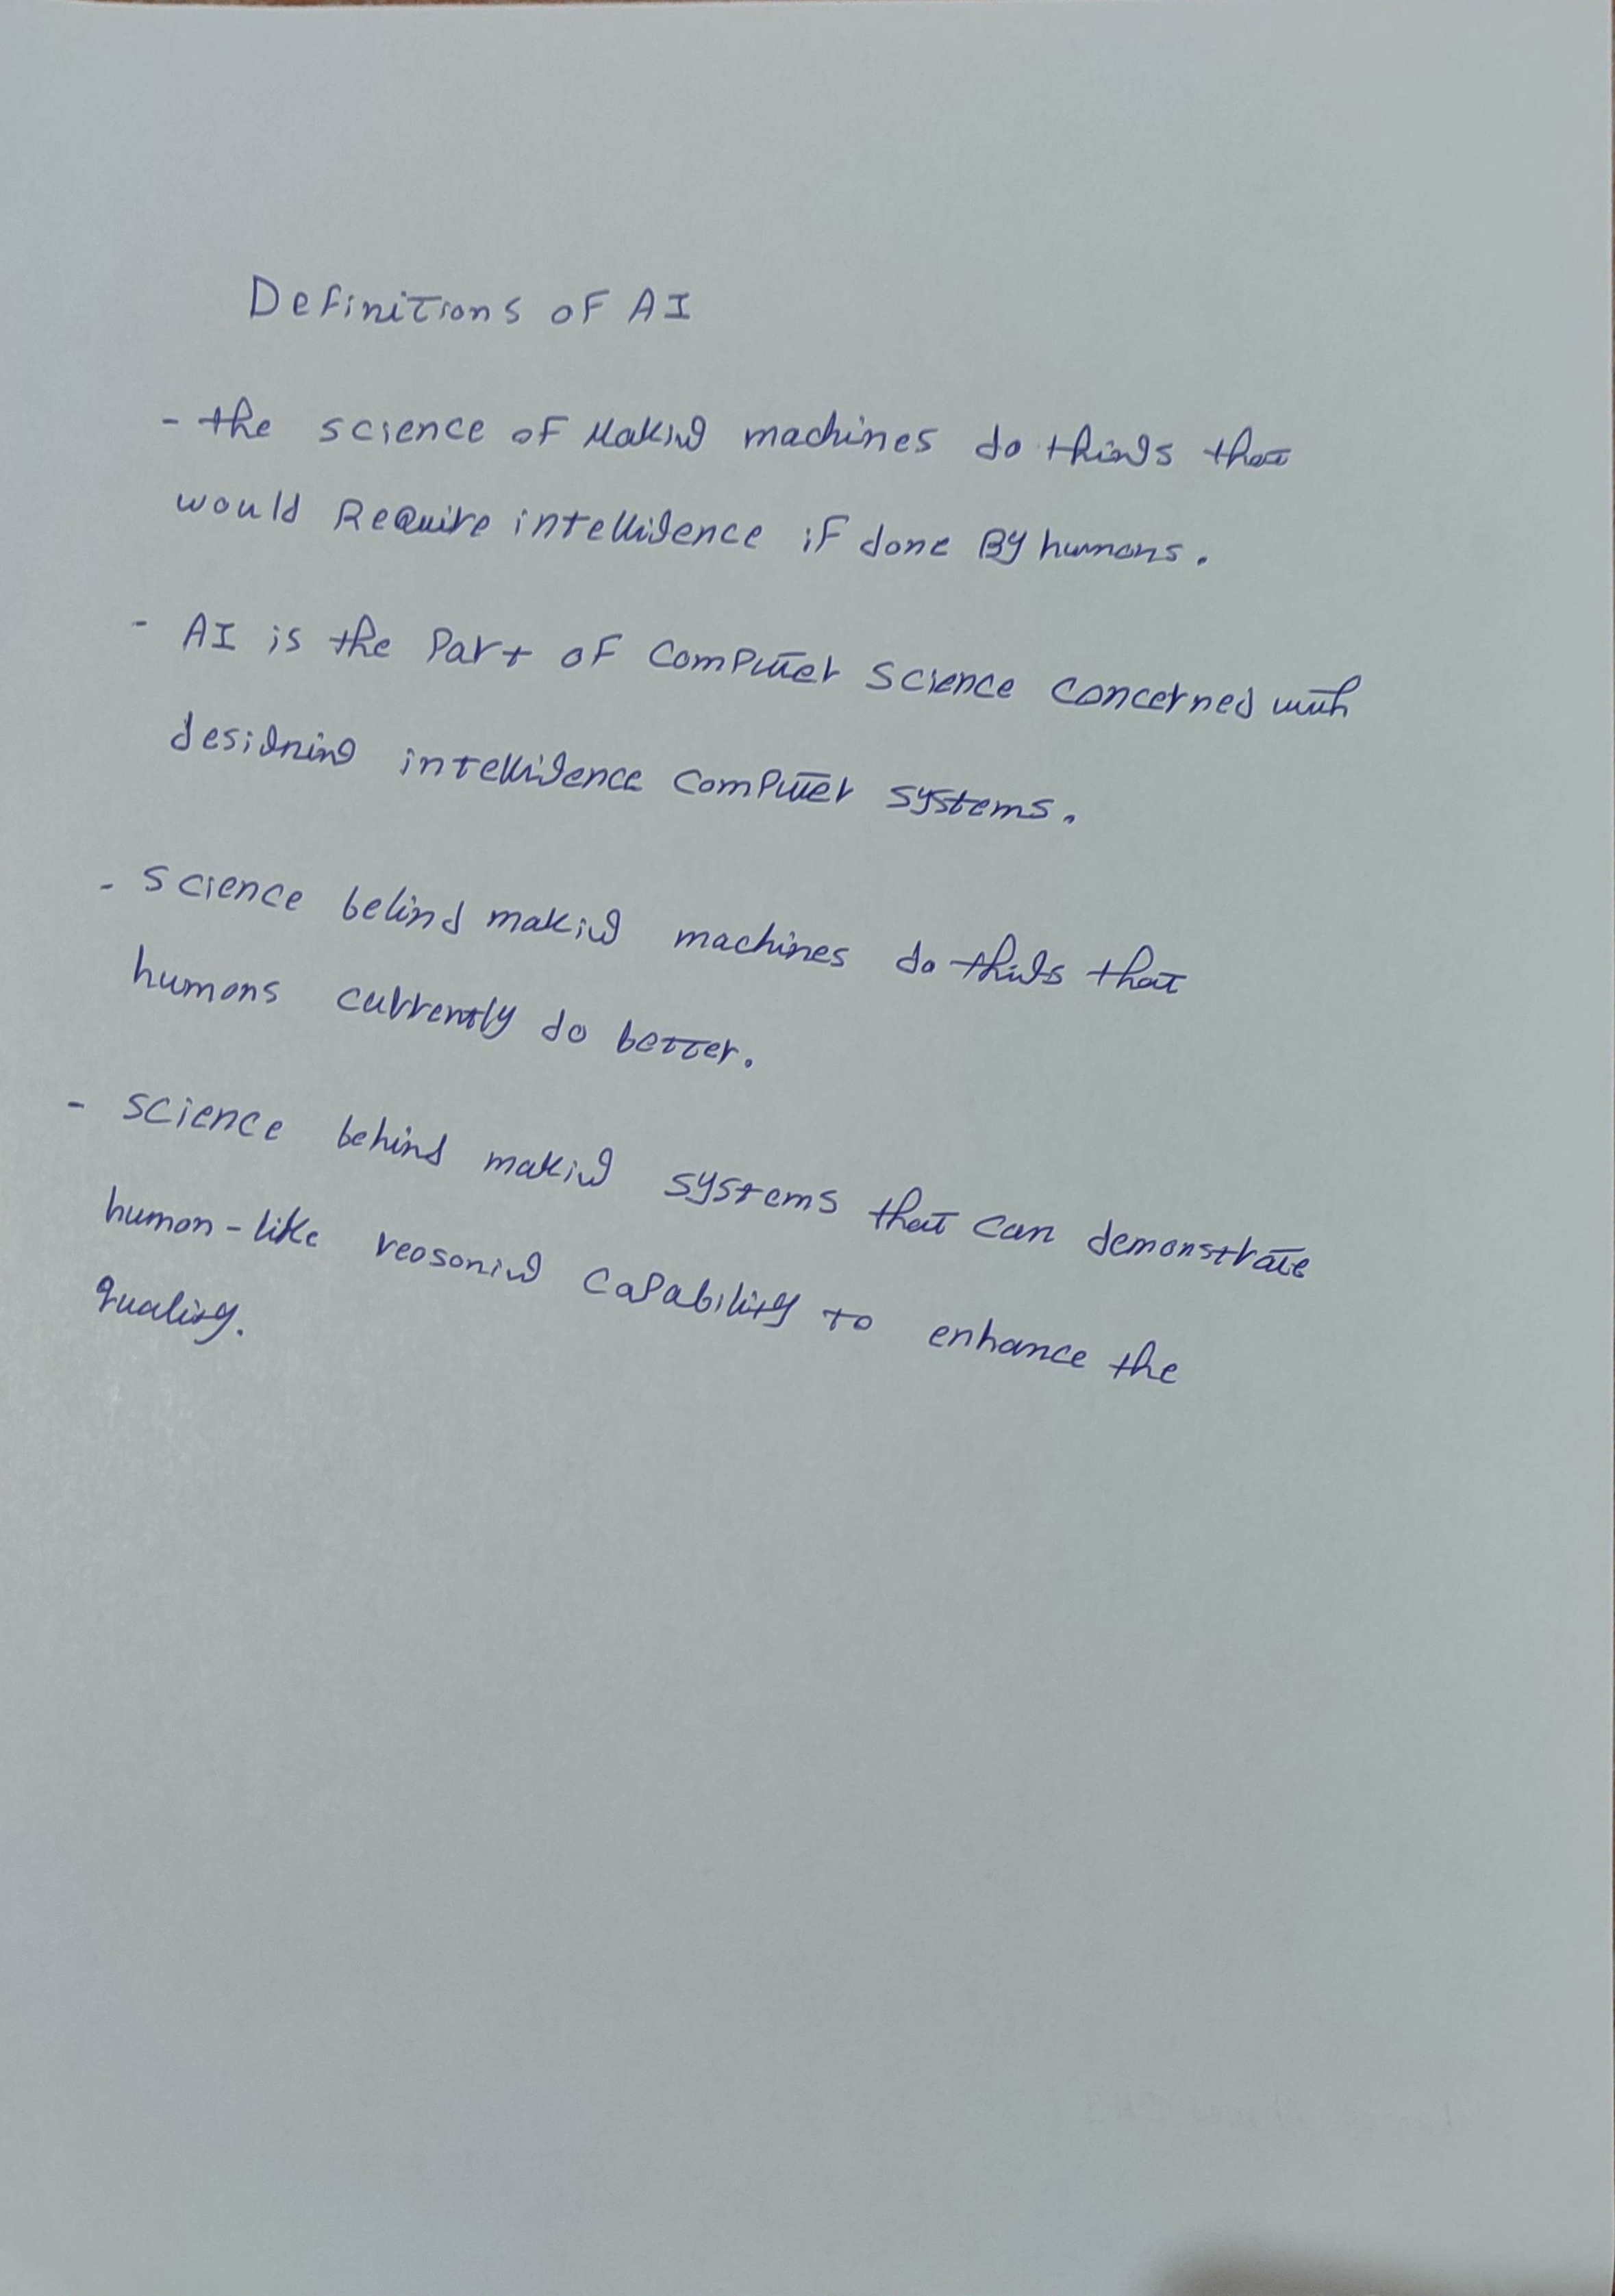 Definitions of AI
- the science of Making machines do things that
would Require intelligence if done By humans.
- AI is the Part of Computer Science Concerned with
designing intelligence Computer systems.
- science behind making machines do things that
humans currently do better.
- science behind making systems that can demonstrate
human-like reasoning Capability to enhance the
quality.